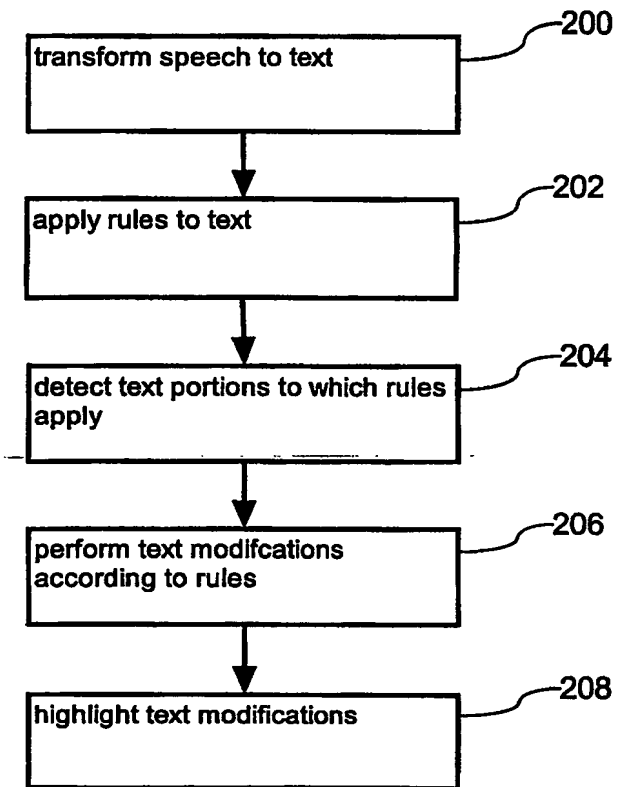 200
transform speech to text
202
apply rules to text
204
detect text portions to which rules
apply
206
perform text modifcations
according to rules
208
highlight text modifications